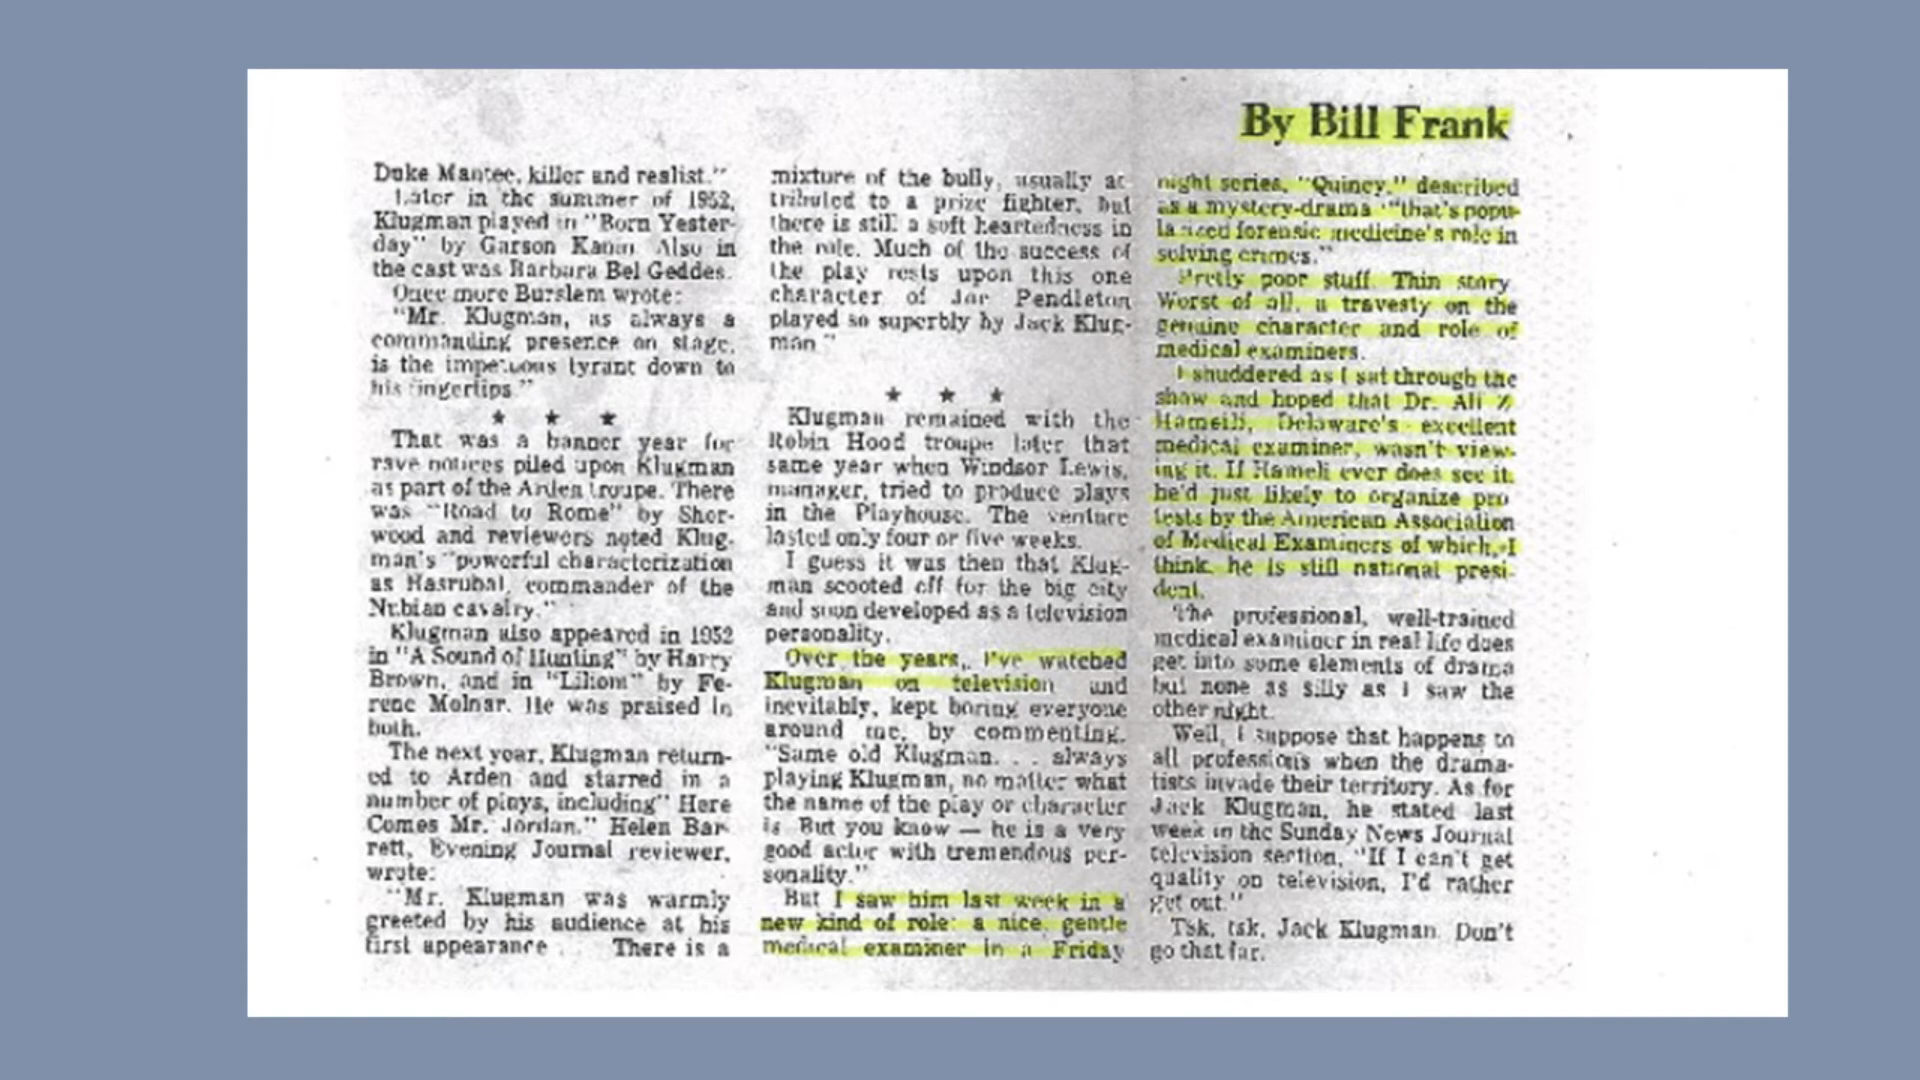 By Bill Frank
Duke Mantee, killer and realist."
Later in the summer of 1952,
Klugman played in "Born Yester-
day" by Garson Kanin. Also in
the cast was Barbara Bel Geddes.
Once more Burslem wrote:
"Mr. Klugman, as always a
commanding presence on stage,
is the impetuous tyrant down to
his fingertips."
★ ★ ★
That was a banner year for
rave notices piled upon Klugman
as part of the Arden troupe. There
was "Road to Rome" by Sher-
wood and reviewers noted Klug-
man's "powerful characterization
as Hasrubal, commander of the
Nubian cavalry."
Klugman also appeared in 1952
in "A Sound of Hunting" by Harry
Brown, and in "Liliom" by Fe-
renc Molnar. He was praised in
both.
The next year, Klugman return-
ed to Arden and starred in a
number of plays, including" Here
Comes Mr. Jordan." Helen Bar-
rett, Evening Journal reviewer,
wrote:
"Mr. Klugman was warmly
greeted by his audience at his
first appearance . . There is a
mixture of the bully, usually at-
tributed to a prize fighter, but
there is still a soft heartedness in
the role. Much of the success of
the play rests upon this one
character of Joe Pendleton
played so superbly by Jack Klug-
man."
★ ★ ★
Klugman remained with the
Robin Hood troupe later that
same year when Windsor Lewis,
manager, tried to produce plays
in the Playhouse. The venture
lasted only four or five weeks.
I guess it was then that Klug-
man scooted off for the big city
and soon developed as a television
personality.
Over the years, I've watched
Klugman on television and
inevitably, kept boring everyone
around me, by commenting,
"Same old Klugman. . . always
playing Klugman, no matter what
the name of the play or character
is. But you know — he is a very
good actor with tremendous per-
sonality."
But I saw him last week in a
new kind of role: a nice, gentle
medical examiner in a Friday
night series, "Quincy," described
as a mystery-drama "that's popu-
larized forensic medicine's role in
solving crimes."
Pretly poor stuff. Thin story.
Worst of all, a travesty on the
genuine character and role of
medical examiners.
I shuddered as I sat through the
show and hoped that Dr. Ali Z.
Hameili, Delaware's excellent
medical examiner, wasn't view-
ing it. If Hameli ever does see it,
he'd just likely to organize pro-
tests by the American Association
of Medical Examiners of which, I
think, he is still national presi-
dent.
The professional, well-trained
medical examiner in real life does
get into some elements of drama
but none as silly as I saw the
other night.
Well, I suppose that happens to
all professions when the drama-
tists invade their territory. As for
Jack Klugman, he stated last
week in the Sunday News Journal
television section, "If I can't get
quality on television, I'd rather
get out."
Tsk, tsk, Jack Klugman. Don't
go that far.